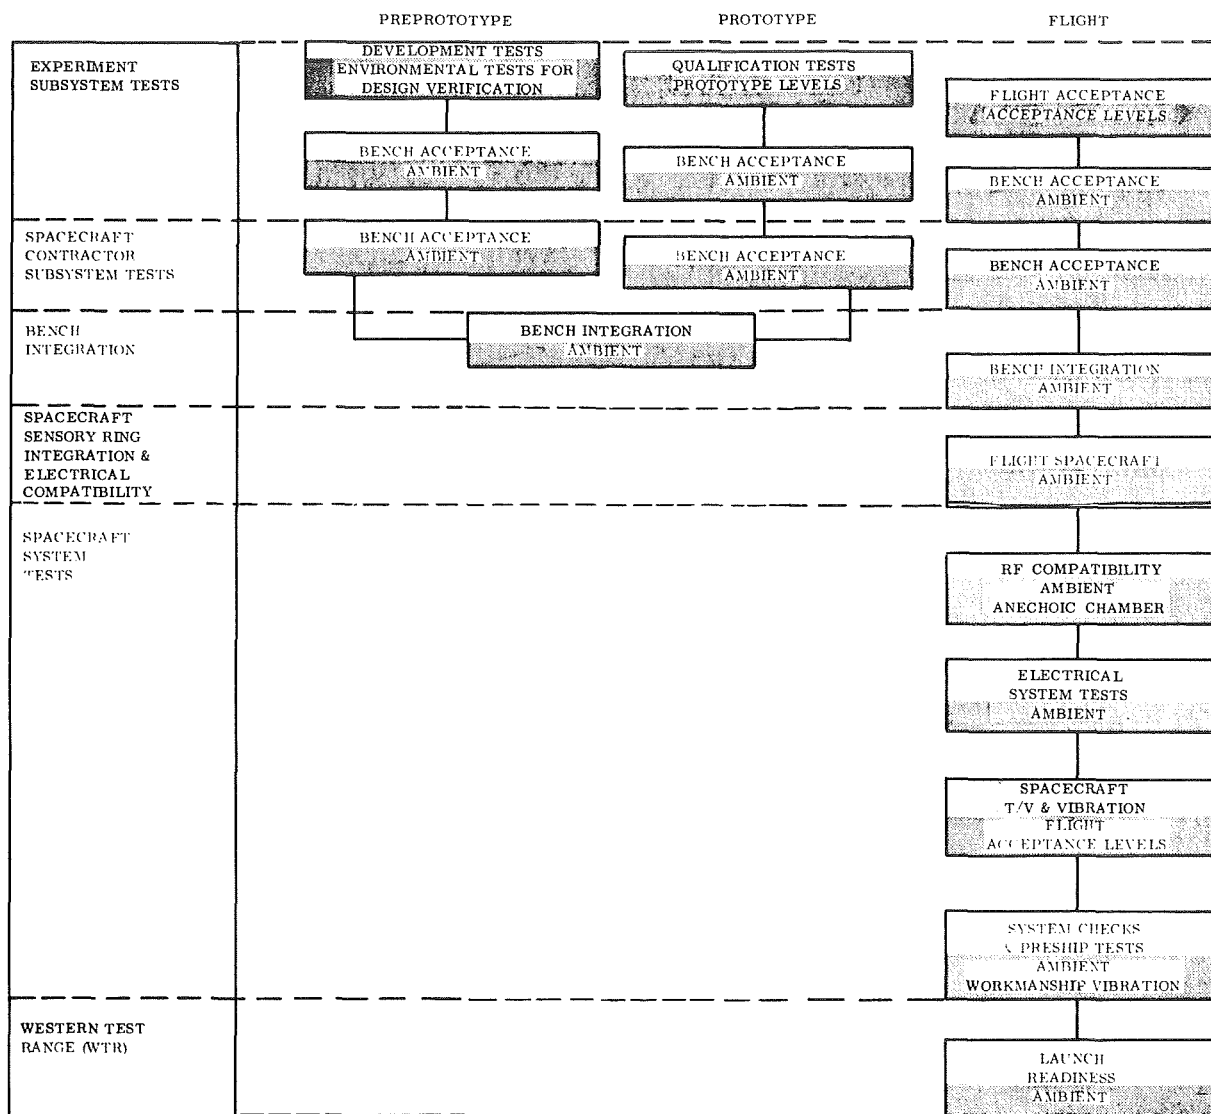 PREPROTOTYPE
PROTOTYPE
FLIGHT
EXPERIMENT
SUBSYSTEM TESTS
DEVELOPMENT TESTS
ENVIRONMENTAL TESTS FOR
DESIGN VERIFICATION
QUALIFICATION TESTS
PROTOTYPE LEVELS
FLIGHT ACCEPTANCE
ACCEPTANCE LEVELS
BENCH ACCEPTANCE
AMBIENT
BENCH ACCEPTANCE
AMBIENT
BENCH ACCEPTANCE
AMBIENT
SPACECRAFT
CONTRACTOR
SUBSYSTEM TESTS
BENCH ACCEPTANCE
AMBIENT
BENCH ACCEPTANCE
AMBIENT
BENCH ACCEPTANCE
AMBIENT
BENCH
INTEGRATION
BENCH INTEGRATION
AMBIENT
BENCH INTEGRATION
AMBIENT
SPACECRAFT
SENSORY RING
INTEGRATION &
ELECTRICAL
COMPATIBILITY
FLIGHT SPACECRAFT
AMBIENT
SPACECRAFT
SYSTEM
TESTS
RF COMPATIBILITY
AMBIENT
ANECHOIC CHAMBER
ELECTRICAL
SYSTEM TESTS
AMBIENT
SPACECRAFT
T/V & VIBRATION
FLIGHT
ACCEPTANCE LEVELS
SYSTEM CHECKS
& PRESHIP TESTS
AMBIENT
WORKMANSHIP VIBRATION
WESTERN TEST
RANGE (WTR)
LAUNCH
READINESS
AMBIENT